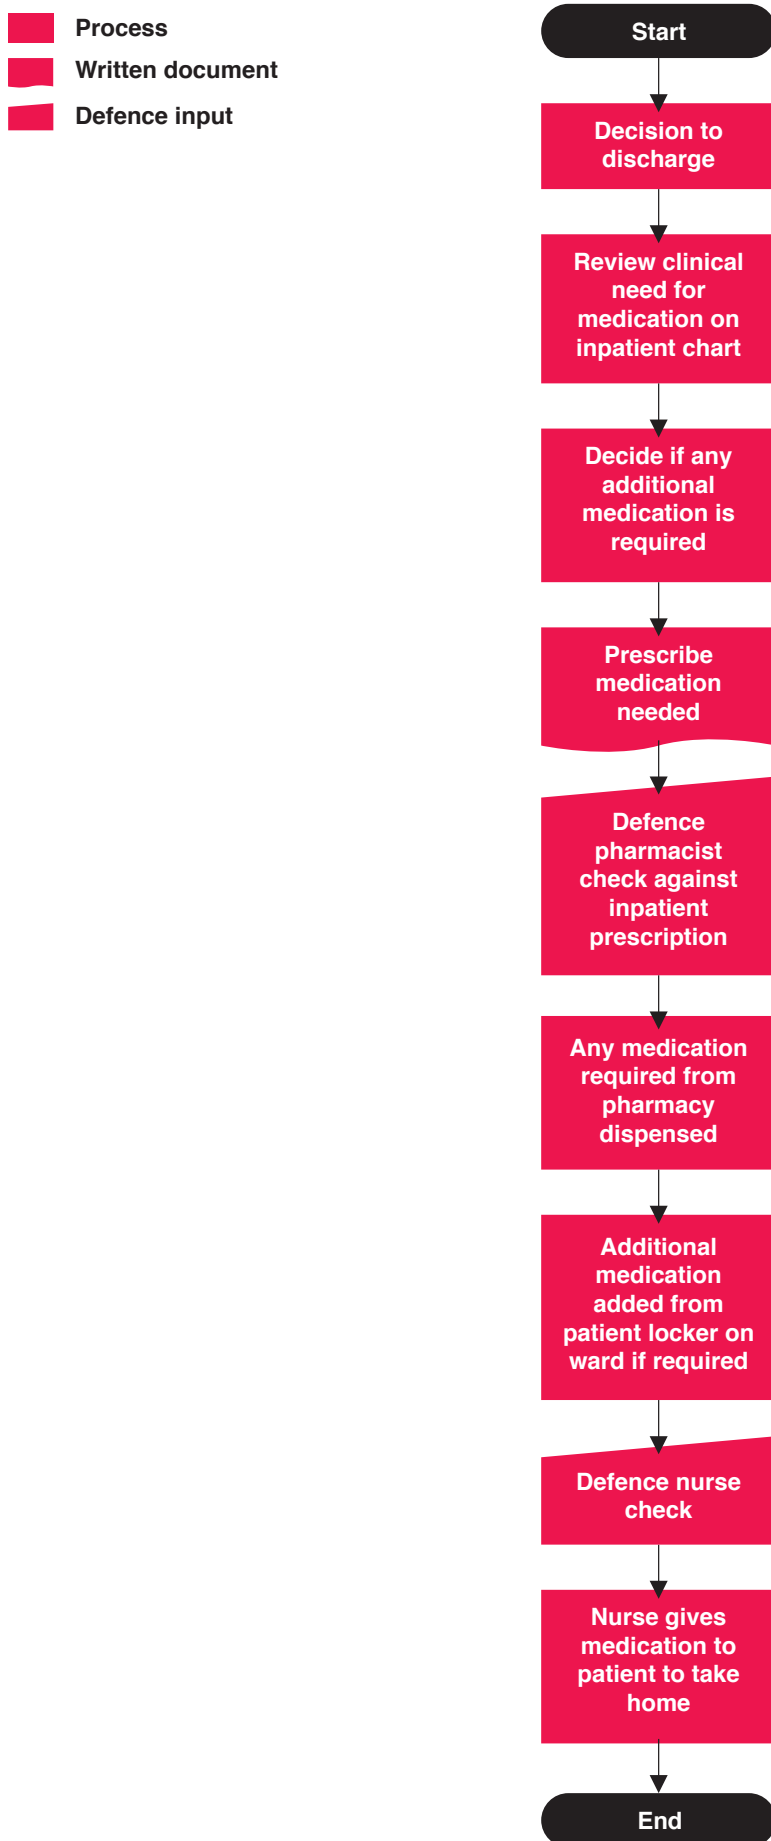 Process
Written document
Defence input
Start
Decision to
discharge
Review clinical
need for
medication on
inpatient chart
Decide if any
additional
medication is
required
Prescribe
medication
needed
Defence
pharmacist
check against
inpatient
prescription
Any medication
required from
pharmacy
dispensed
Additional
medication
added from
patient locker on
ward if required
Defence nurse
check
Nurse gives
medication to
patient to take
home
End